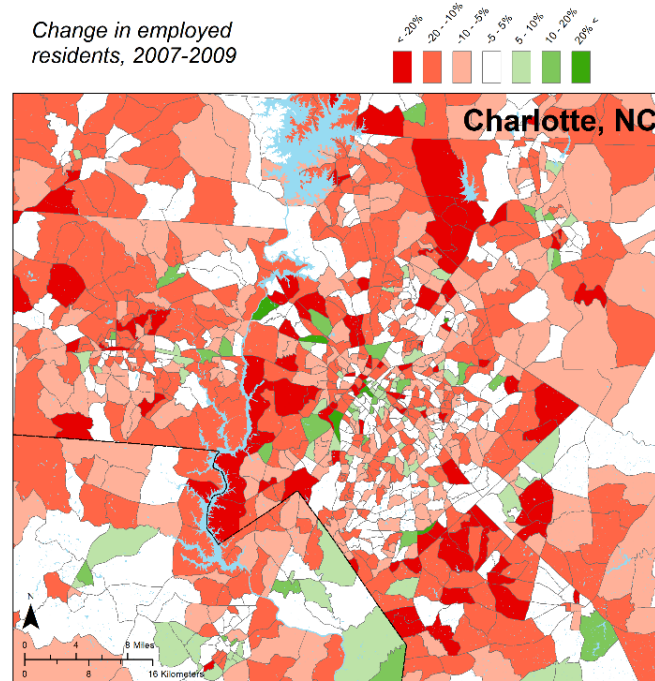 Change in employed
residents, 2007-2009
< -20%
-20 - -10%
-10 - -5%
-5 - 5%
5 - 10%
10 - 20%
20% <
Charlotte, NC
N
0 4 8 Miles
0 8 16 Kilometers